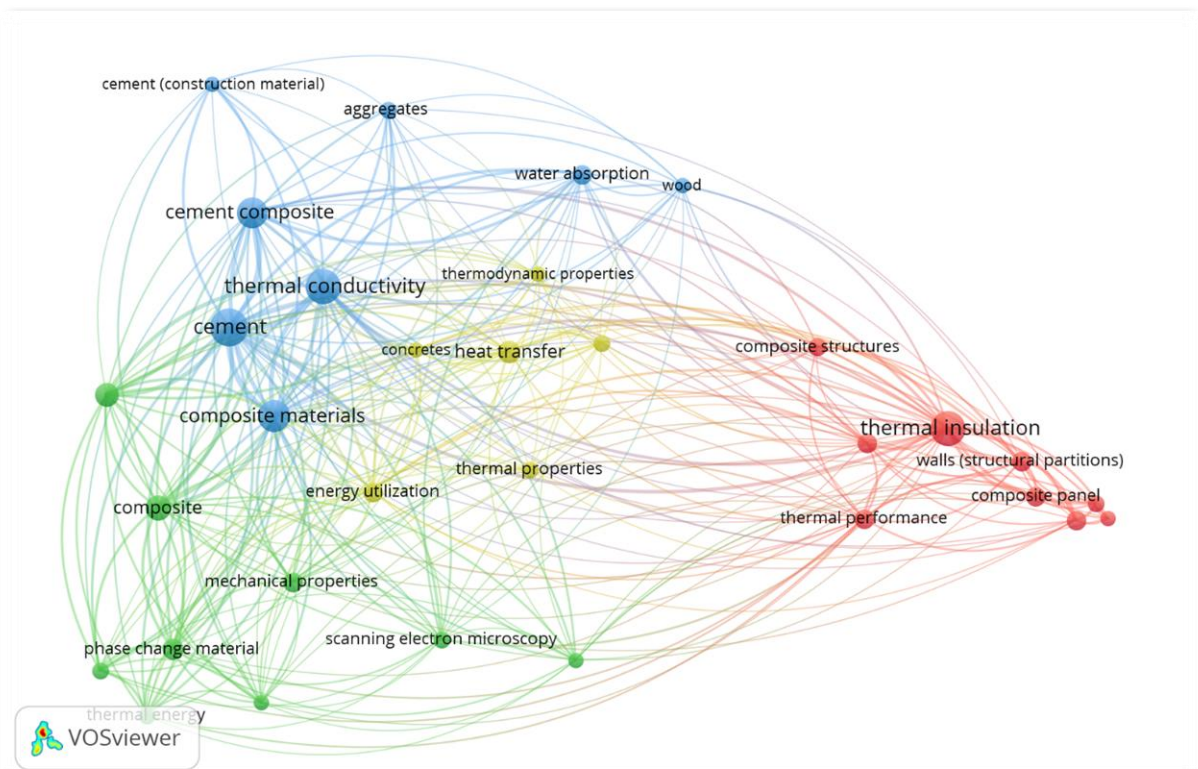 cement (construction material)
aggregates
water absorption
wood
cement composite
thermodynamic properties
thermal conductivity
cement
concretes
heat transfer
composite structures
composite materials
thermal insulation
walls (structural partitions)
thermal properties
energy utilization
composite panel
composite
thermal performance
mechanical properties
scanning electron microscopy
phase change material
thermal energy
VOSviewer